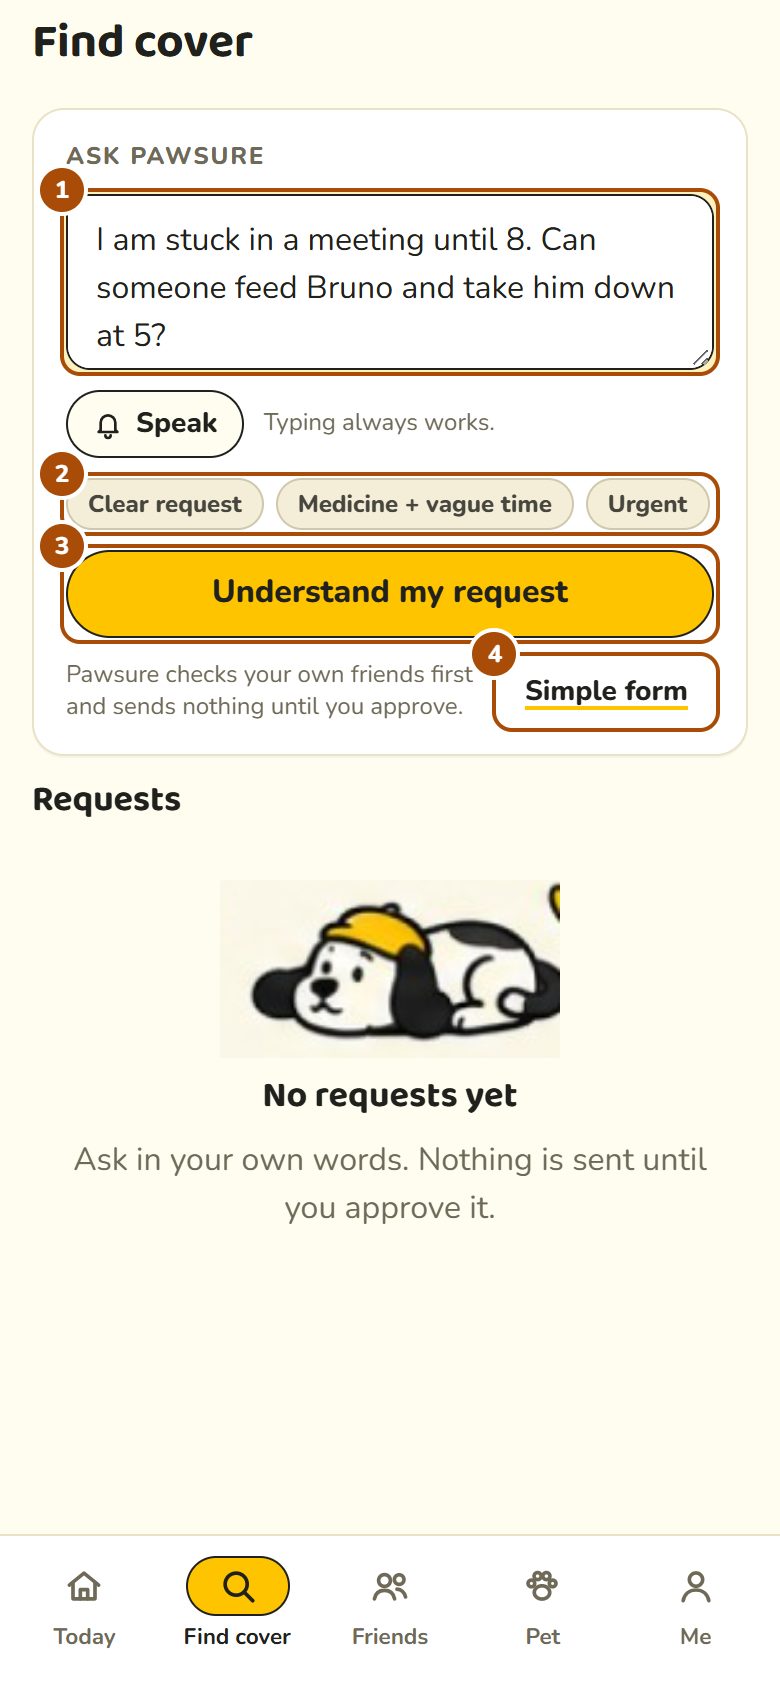 Find cover
ASK PAWSURE
1
I am stuck in a meeting until 8. Can
someone feed Bruno and take him down
at 5?
Speak
Typing always works.
2
Clear request
Medicine + vague time
Urgent
3
Understand my request
4
Pawsure checks your own friends first
and sends nothing until you approve.
Simple form
Requests
No requests yet
Ask in your own words. Nothing is sent until
you approve it.
Today
Find cover
Friends
Pet
Me